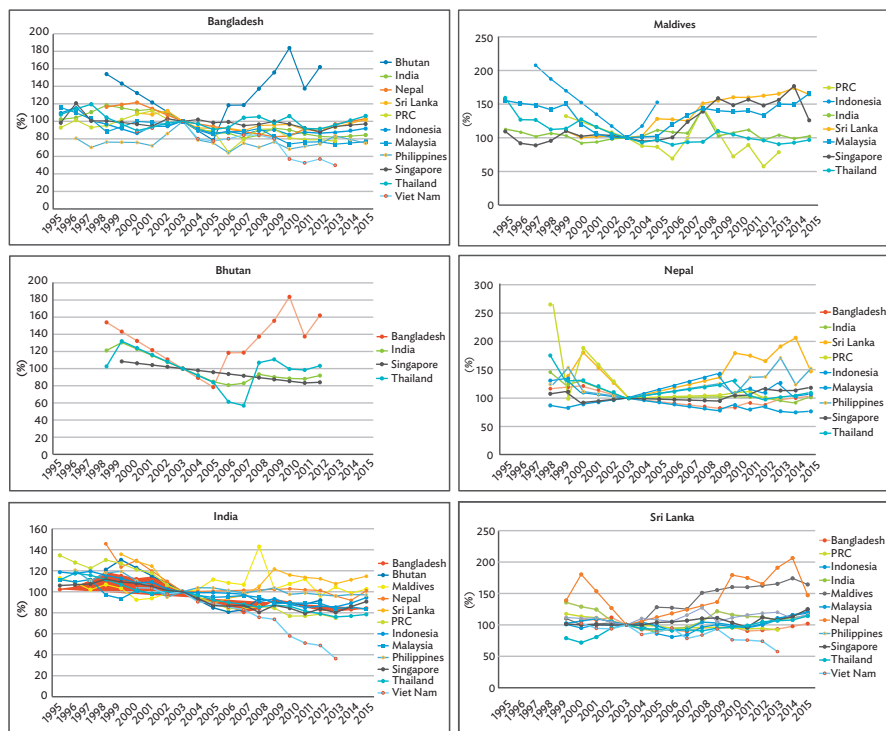 Bangladesh
200
180
160
140
120
100
80
60
40
20
0
(%)
1995 1996 1997 1998 1999 2000 2001 2002 2003 2004 2005 2006 2007 2008 2009 2010 2011 2012 2013 2014 2015
Bhutan
India
Nepal
Sri Lanka
PRC
Indonesia
Malaysia
Philippines
Singapore
Thailand
Viet Nam
Maldives
250
200
150
100
50
0
(%)
1995 1996 1997 1998 1999 2000 2001 2002 2003 2004 2005 2006 2007 2008 2009 2010 2011 2012 2013 2014 2015
PRC
Indonesia
India
Sri Lanka
Malaysia
Singapore
Thailand
Bhutan
200
180
160
140
120
100
80
60
40
20
0
(%)
1995 1996 1997 1998 1999 2000 2001 2002 2003 2004 2005 2006 2007 2008 2009 2010 2011 2012 2013 2014 2015
Bangladesh
India
Singapore
Thailand
Nepal
300
250
200
150
100
50
0
(%)
1995 1996 1997 1998 1999 2000 2001 2002 2003 2004 2005 2006 2007 2008 2009 2010 2011 2012 2013 2014 2015
Bangladesh
India
Sri Lanka
PRC
Indonesia
Malaysia
Philippines
Singapore
Thailand
India
160
140
120
100
80
60
40
20
0
(%)
1995 1996 1997 1998 1999 2000 2001 2002 2003 2004 2005 2006 2007 2008 2009 2010 2011 2012 2013 2014 2015
Bangladesh
Bhutan
Maldives
Nepal
Sri Lanka
PRC
Indonesia
Malaysia
Philippines
Singapore
Thailand
Viet Nam
Sri Lanka
250
200
150
100
50
0
(%)
1995 1996 1997 1998 1999 2000 2001 2002 2003 2004 2005 2006 2007 2008 2009 2010 2011 2012 2013 2014 2015
Bangladesh
PRC
Indonesia
India
Maldives
Malaysia
Nepal
Philippines
Singapore
Thailand
Viet Nam